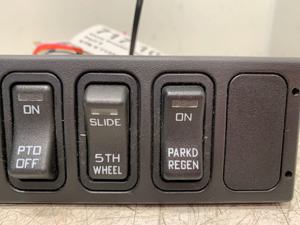 ON
PTO
OFF
SLIDE
5TH
WHEEL
ON
PARKD
REGEN